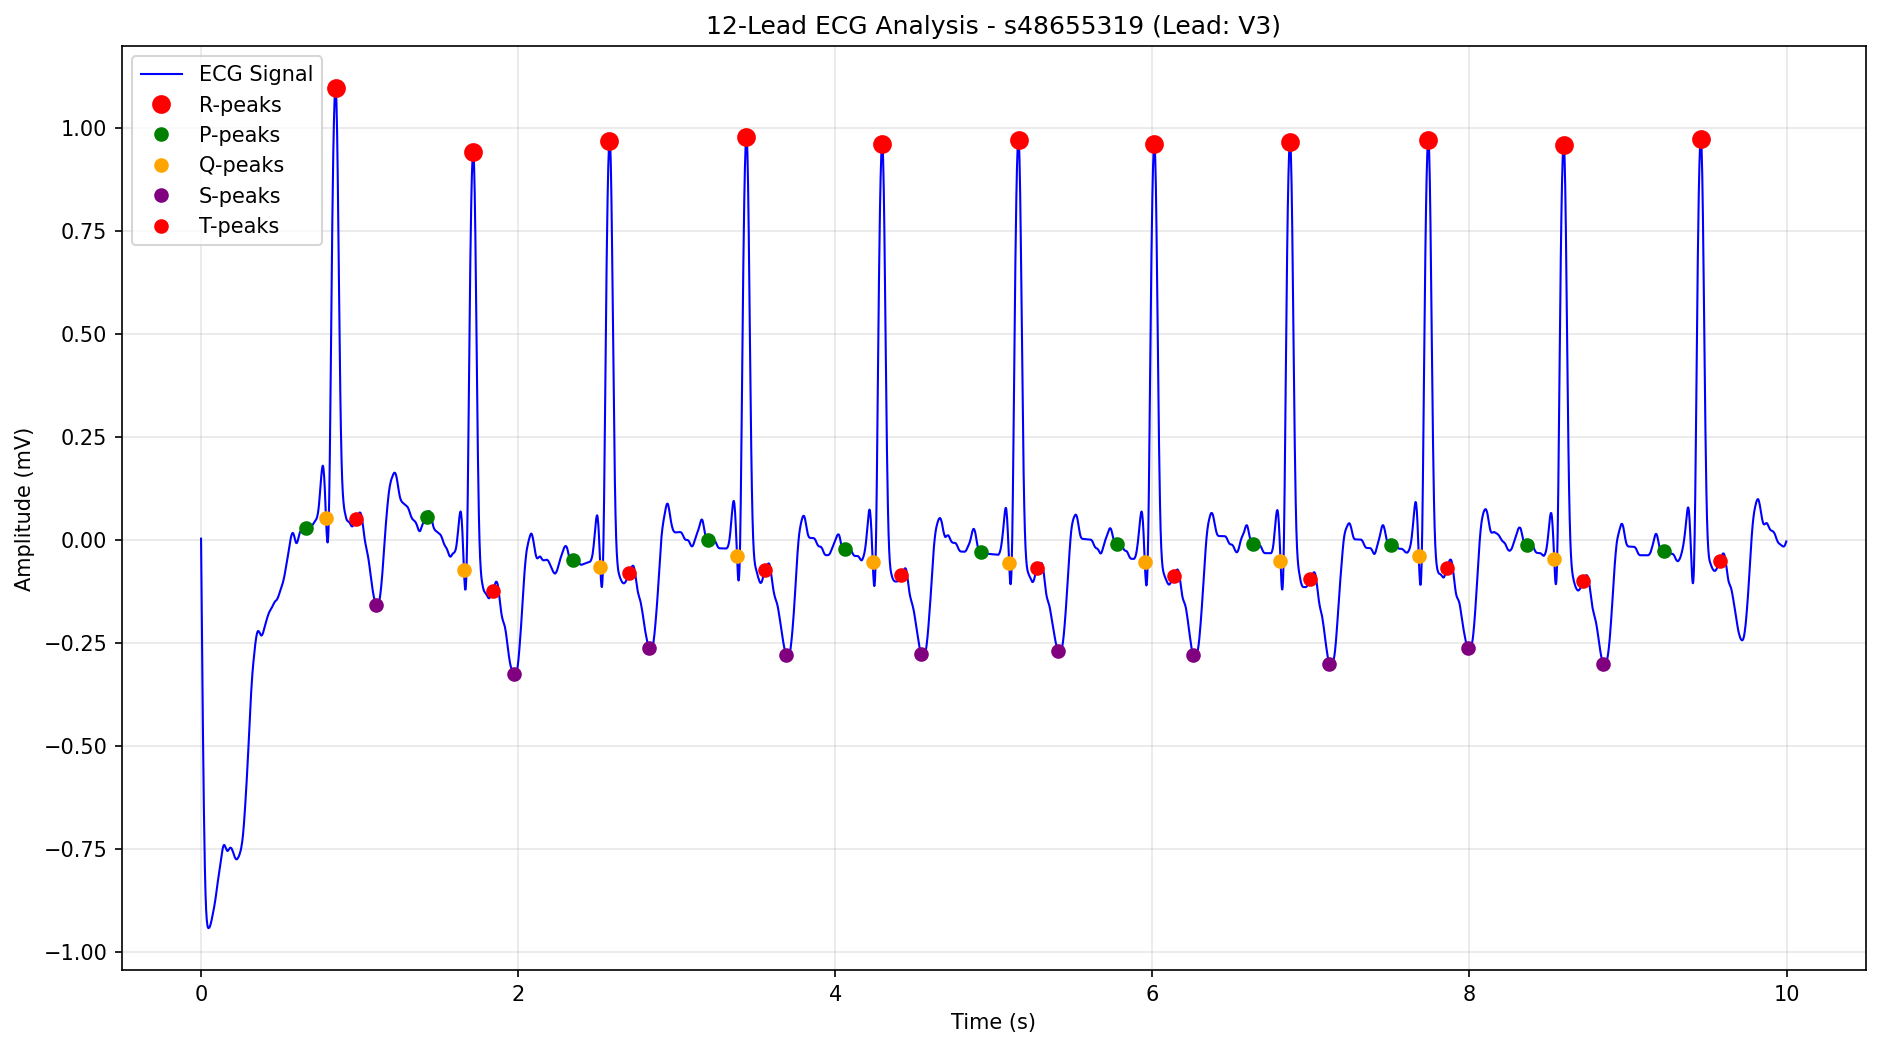 12-Lead ECG Analysis - s48655319 (Lead: V3)
ECG Signal
R-peaks
P-peaks
Q-peaks
S-peaks
T-peaks
1.00
0.75
0.50
0.25
0.00
−0.25
−0.50
−0.75
−1.00
Amplitude (mV)
0 2 4 6 8 10
Time (s)